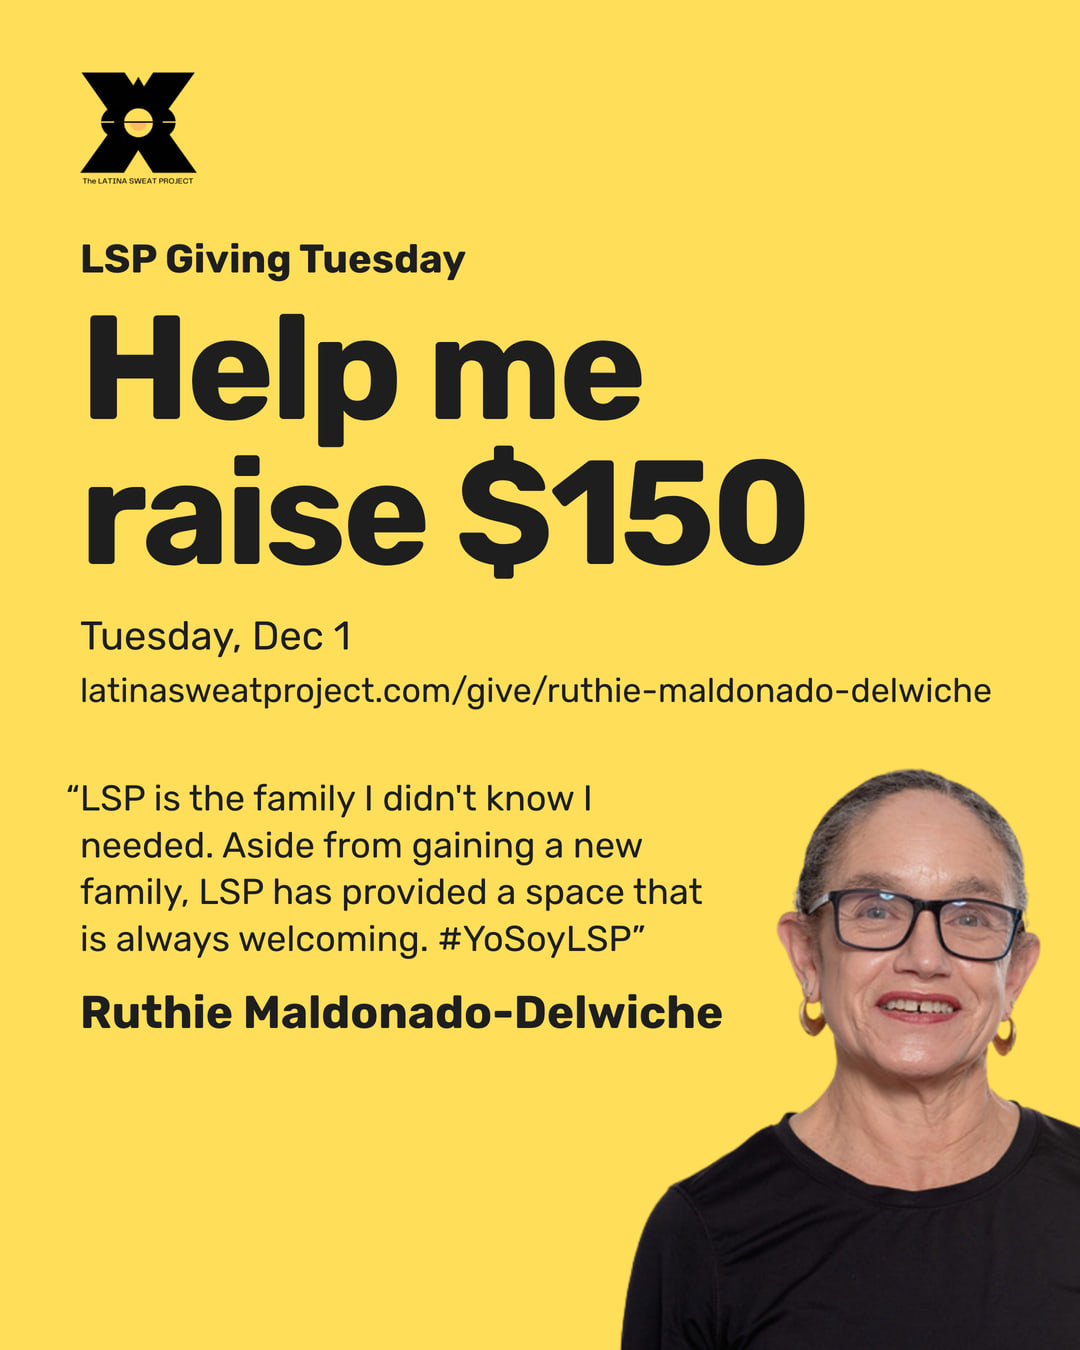 The LATINA SWEAT PROJECT
LSP Giving Tuesday
Help me
raise $150
Tuesday, Dec 1
latinasweatproject.com/give/ruthie-maldonado-delwiche
“LSP is the family I didn't know I
needed. Aside from gaining a new
family, LSP has provided a space that
is always welcoming. #YoSoyLSP”
Ruthie Maldonado-Delwiche